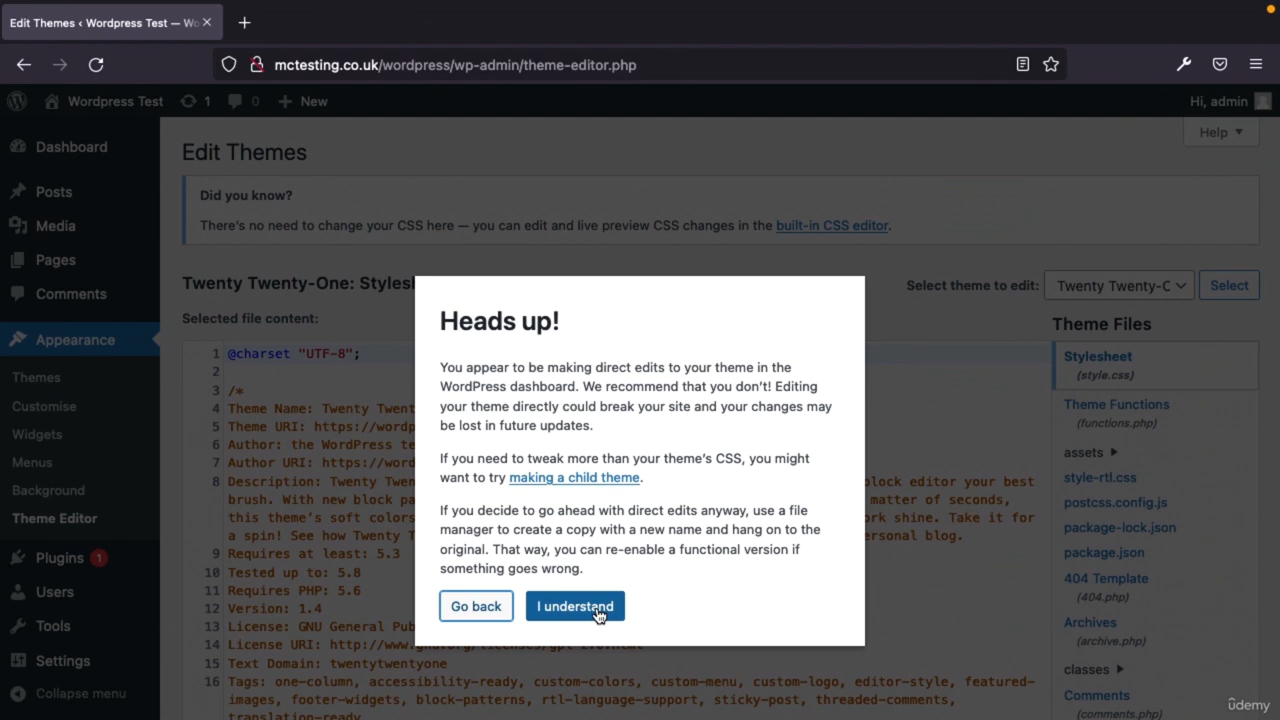 Edit Themes ‹ Wordpress Test — Wo
mctesting.co.uk/wordpress/wp-admin/theme-editor.php
Wordpress Test 1 0 + New Hi, admin
Dashboard
Posts
Media
Pages
Comments
Appearance
Themes
Customise
Widgets
Menus
Background
Theme Editor
Plugins 1
Users
Tools
Settings
Collapse menu
Help
Edit Themes
Did you know?
There's no need to change your CSS here — you can edit and live preview CSS changes in the built-in CSS editor.
Twenty Twenty-One: Styles
Select theme to edit: Twenty Twenty-O Select
Selected file content:
1 @charset "UTF-8";
2
3 /*
4 Theme Name: Twenty Twent
5 Theme URI: https://wordp
6 Author: the WordPress te
7 Author URI: https://word
8 Description: Twenty Twen lock editor your best
brush. With new block pa matter of seconds,
this theme's soft colors rk shine. Take it for
a spin! See how Twenty T ersonal blog.
9 Requires at least: 5.3
10 Tested up to: 5.8
11 Requires PHP: 5.6
12 Version: 1.4
13 License: GNU General Pub
14 License URI: http://www.gnu.org/licenses/gpl-2.0.html
15 Text Domain: twentytwentyone
16 Tags: one-column, accessibility-ready, custom-colors, custom-menu, custom-logo, editor-style, featured-
images, footer-widgets, block-patterns, rtl-language-support, sticky-post, threaded-comments,
translation-ready
Theme Files
Stylesheet
(style.css)
Theme Functions
(functions.php)
assets
style-rtl.css
postcss.config.js
package-lock.json
package.json
404 Template
(404.php)
Archives
(archive.php)
classes
Comments
(comments.php)
Heads up!
You appear to be making direct edits to your theme in the
WordPress dashboard. We recommend that you don't! Editing
your theme directly could break your site and your changes may
be lost in future updates.
If you need to tweak more than your theme's CSS, you might
want to try making a child theme.
If you decide to go ahead with direct edits anyway, use a file
manager to create a copy with a new name and hang on to the
original. That way, you can re-enable a functional version if
something goes wrong.
Go back
I understand
ûdemy